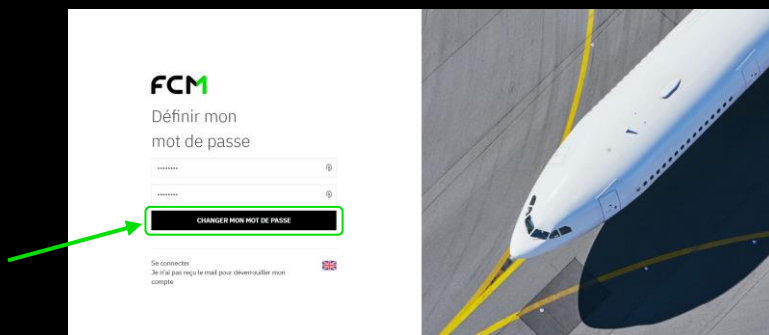 FCM
Définir mon
mot de passe
••••••••
••••••••
CHANGER MON MOT DE PASSE
Se connecter
Je n'ai pas reçu le mail pour déverrouiller mon
compte